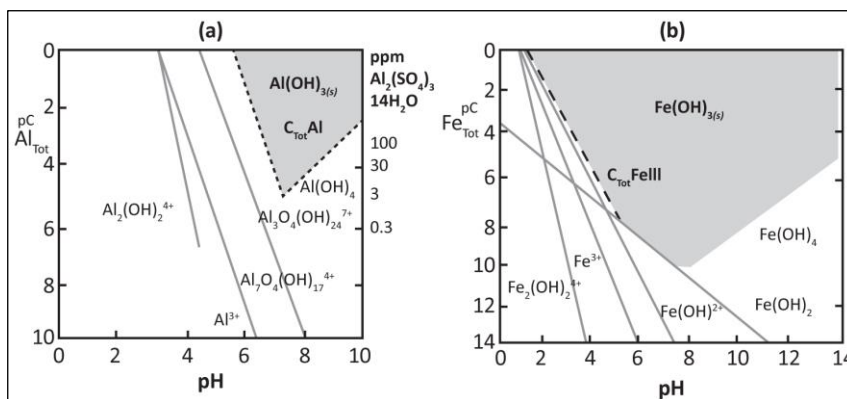 (a)
0
2
4
6
8
10
pC
Al Tot
Al(OH)3(s)
CTotAl
ppm
Al2(SO4)3
14H2O
100
30
3
0.3
Al(OH)4
Al2(OH)2 4+
Al3O4(OH)24 7+
Al7O4(OH)17 4+
Al3+
0 2 4 6 8 10
pH
(b)
0
2
4
6
8
10
12
14
pC
Fe Tot
Fe(OH)3(s)
CTotFeIII
Fe(OH)4
Fe3+
Fe2(OH)2 4+
Fe(OH)2+
Fe(OH)2
0 2 4 6 8 10 12 14
pH